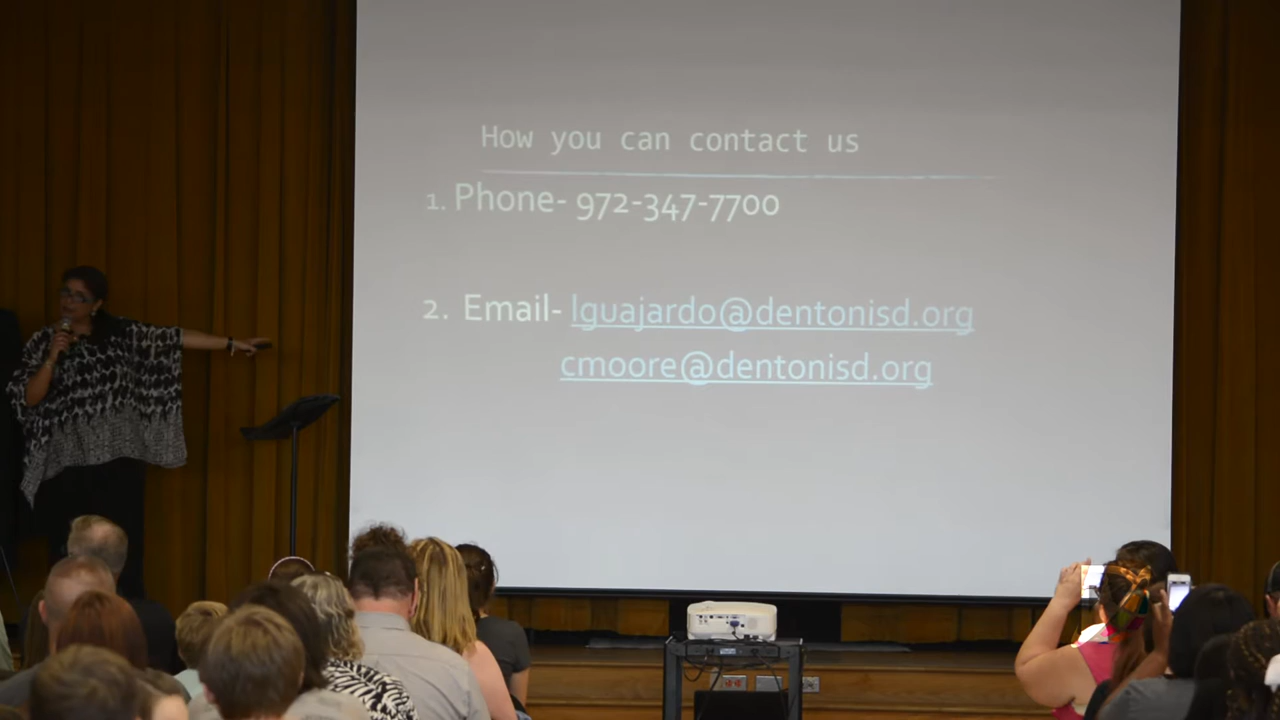 How you can contact us
1. Phone- 972-347-7700
2. Email- lguajardo@dentonisd.org
cmoore@dentonisd.org